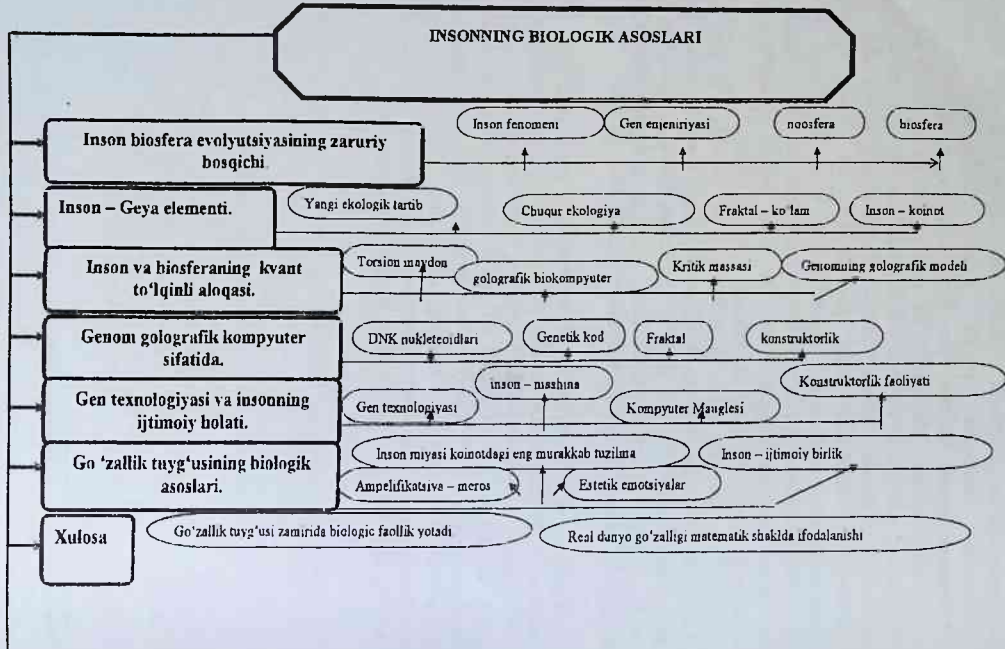 INSONNING BIOLOGIK ASOSLARI
Inson biosfera evolyutsiyasining zaruriy
bosqichi.
Inson fenomeni
Gen enjeniriyasi
noosfera
biosfera
Inson – Geya elementi.
Yangi ekologik tartib
Chuqur ekologiya
Fraktal – ko'lam
Inson – koinot
Inson va biosferaning kvant
to'lqinli aloqasi.
Torsion maydon
golografik biokompyuter
Kritik massasi
Genomning golografik modeli
Genom golografik kompyuter
sifatida.
DNK nukleteoidlari
Genetik kod
Fraktal
konstruktorlik
Gen texnologiyasi va insonning
ijtimoiy holati.
Gen texnologiyası
inson – mashina
Kompyuter Mauglesi
Konstruktorlik faoliyati
Go 'zallik tuyg'usining biologik
asoslari.
Inson miyasi koinotdagi eng murakkab tuzilma
Inson – ijtimoiy birlik
Ampelifikatsiva – meros
Estetik emotsiyalar
Xulosa
Go'zallik tuyg'usi zamirida biologic faollik yotadi
Real dunyo go'zalligi matematik shaklda ifodalanishi